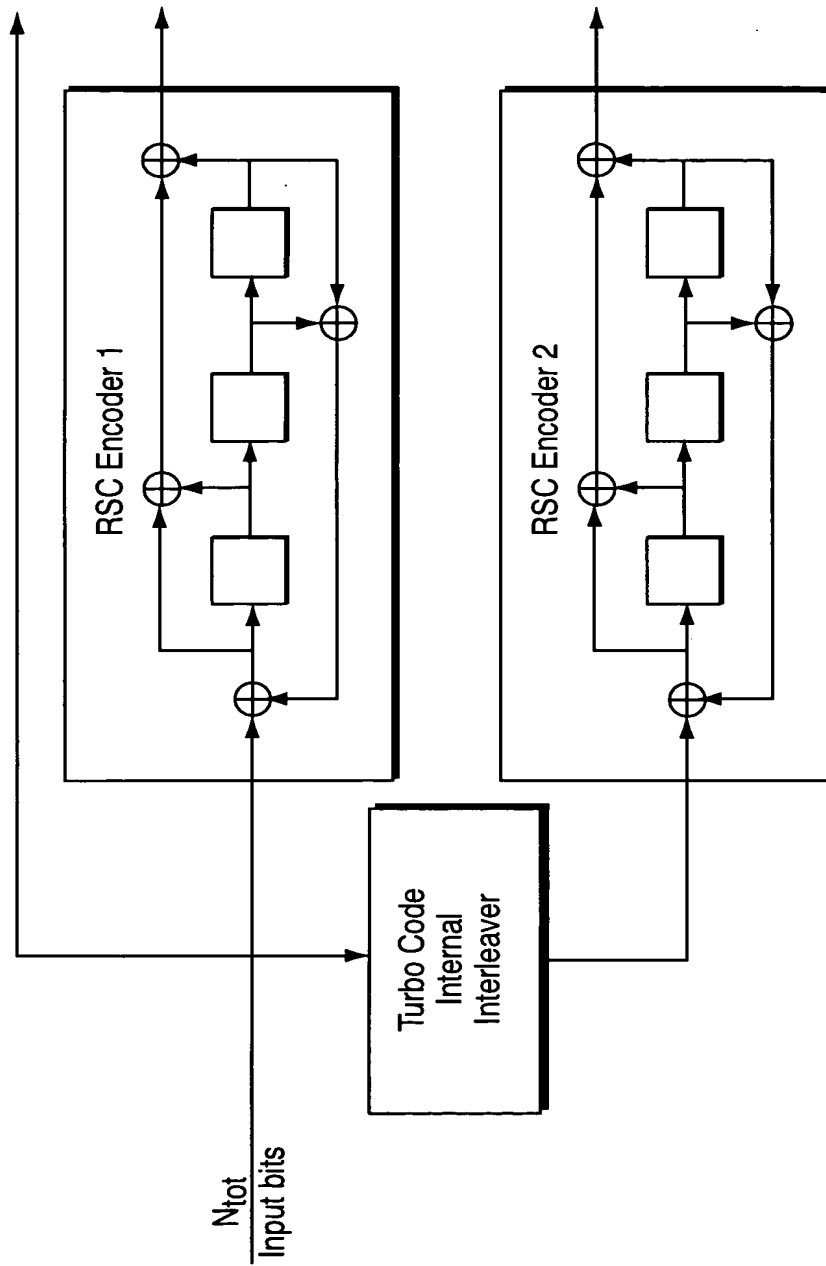 N_tot
Input bits
RSC Encoder 1
Turbo Code
Internal
Interleaver
RSC Encoder 2